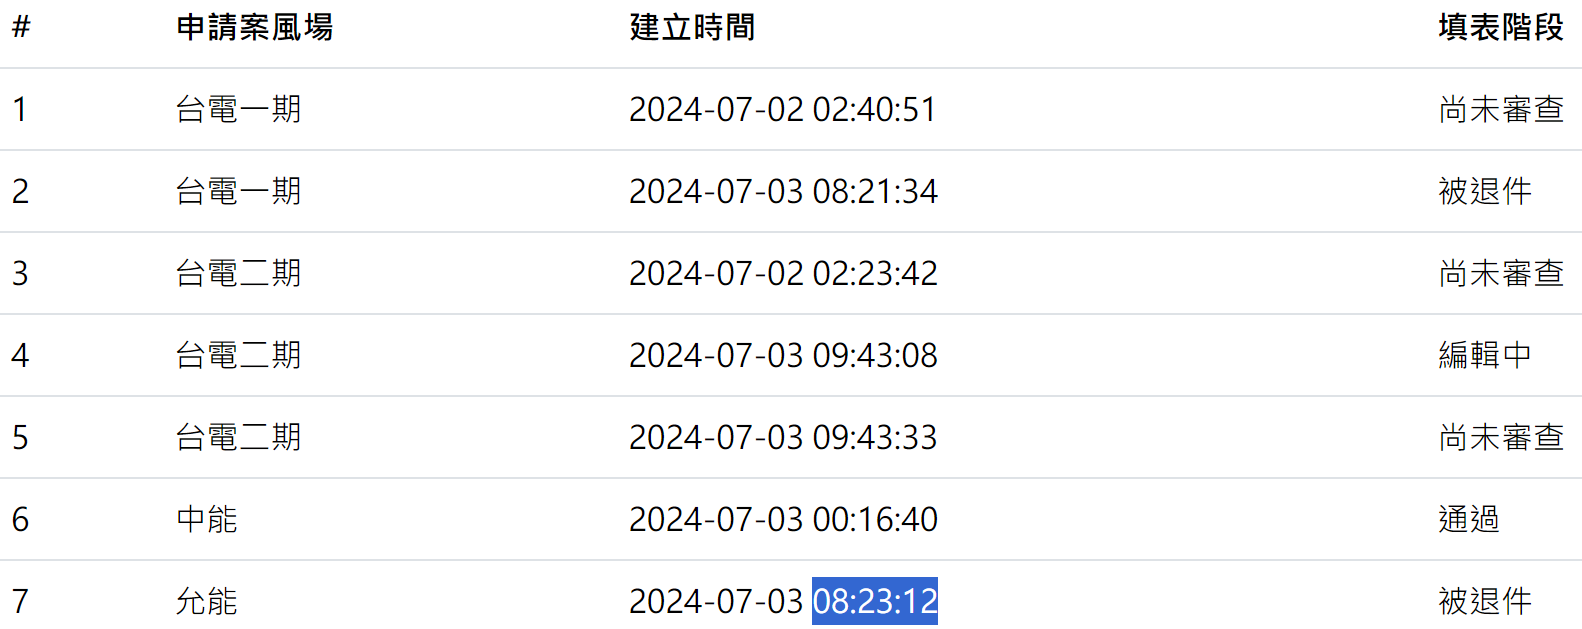 # 申請案風場 建立時間 填表階段
1 台電一期 2024-07-02 02:40:51 尚未審查
2 台電一期 2024-07-03 08:21:34 被退件
3 台電二期 2024-07-02 02:23:42 尚未審查
4 台電二期 2024-07-03 09:43:08 編輯中
5 台電二期 2024-07-03 09:43:33 尚未審查
6 中能 2024-07-03 00:16:40 通過
7 允能 2024-07-03 08:23:12 被退件